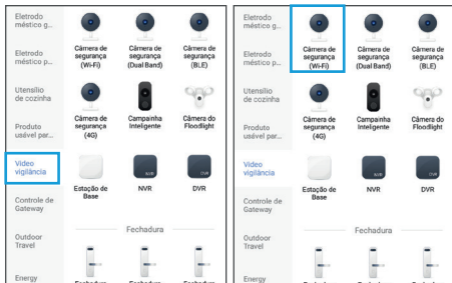 Eletrodo
méstico g...
Eletrodo
méstico p...
Utensílio
de cozinha
Produto
usável par...
Vídeo
vigilância
Controle de
Gateway
Outdoor
Travel
Energy
Câmera de
segurança
(Wi-Fi)
Câmera de
segurança
(Dual Band)
Câmera de
segurança
(BLE)
Câmera de
segurança
(4G)
Campainha
Inteligente
Câmera do
Floodlight
Estação de
Base
NVR
DVR
Fechadura
Eletrodo
méstico g...
Eletrodo
méstico p...
Utensílio
de cozinha
Produto
usável par...
Vídeo
vigilância
Controle de
Gateway
Outdoor
Travel
Energy
Câmera de
segurança
(Wi-Fi)
Câmera de
segurança
(Dual Band)
Câmera de
segurança
(BLE)
Câmera de
segurança
(4G)
Campainha
Inteligente
Câmera do
Floodlight
Estação de
Base
NVR
DVR
Fechadura